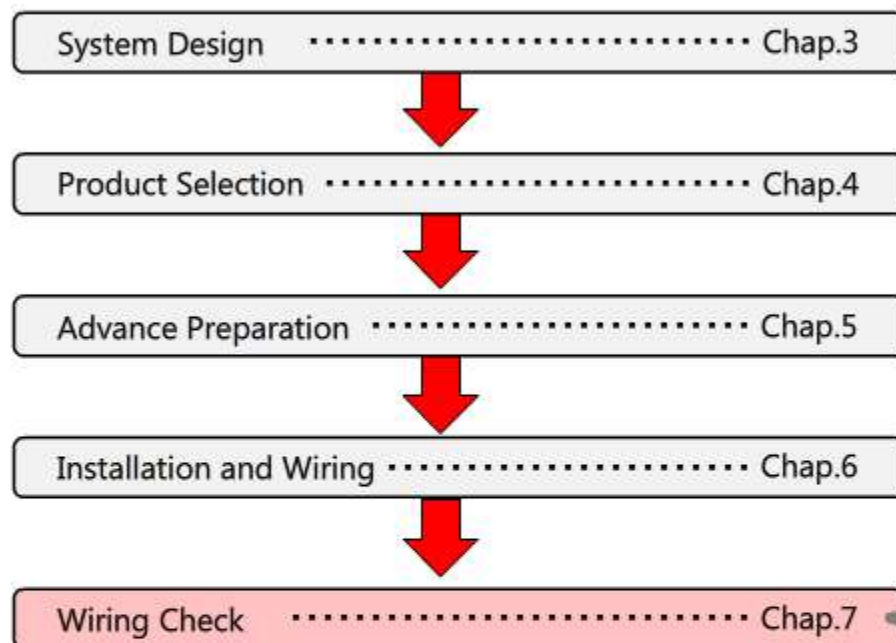 System Design ································ Chap.3
Product Selection ······························· Chap.4
Advance Preparation ···························· Chap.5
Installation and Wiring ··························· Chap.6
Wiring Check ································· Chap.7